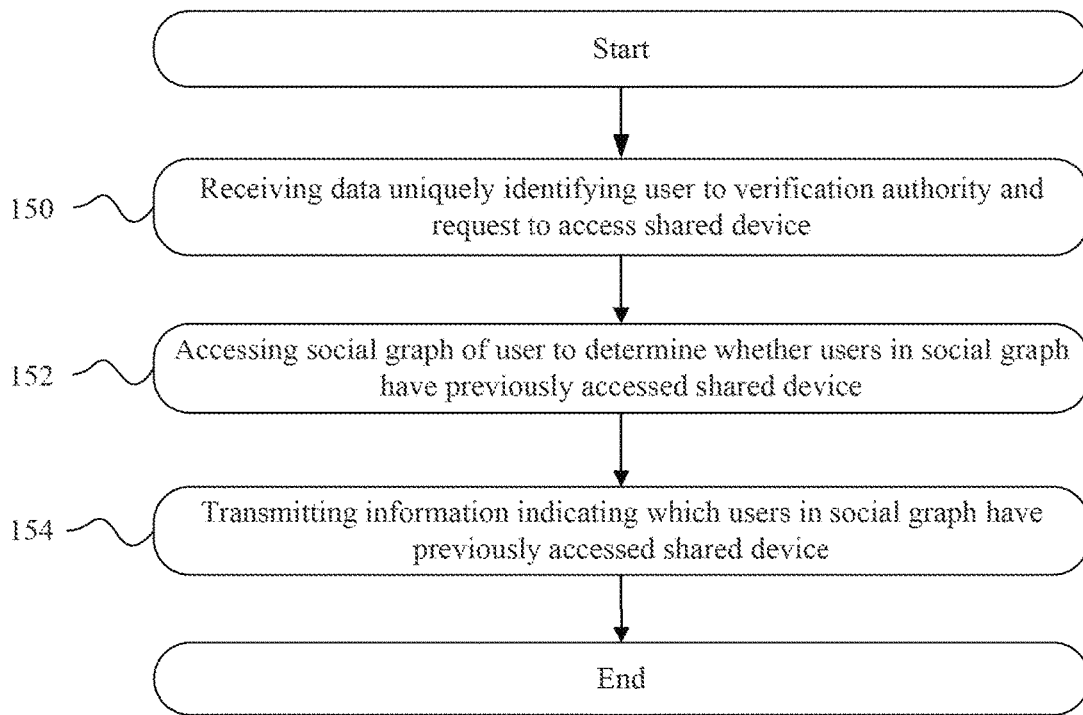 Start
150
Receiving data uniquely identifying user to verification authority and
request to access shared device
152
Accessing social graph of user to determine whether users in social graph
have previously accessed shared device
154
Transmitting information indicating which users in social graph have
previously accessed shared device
End